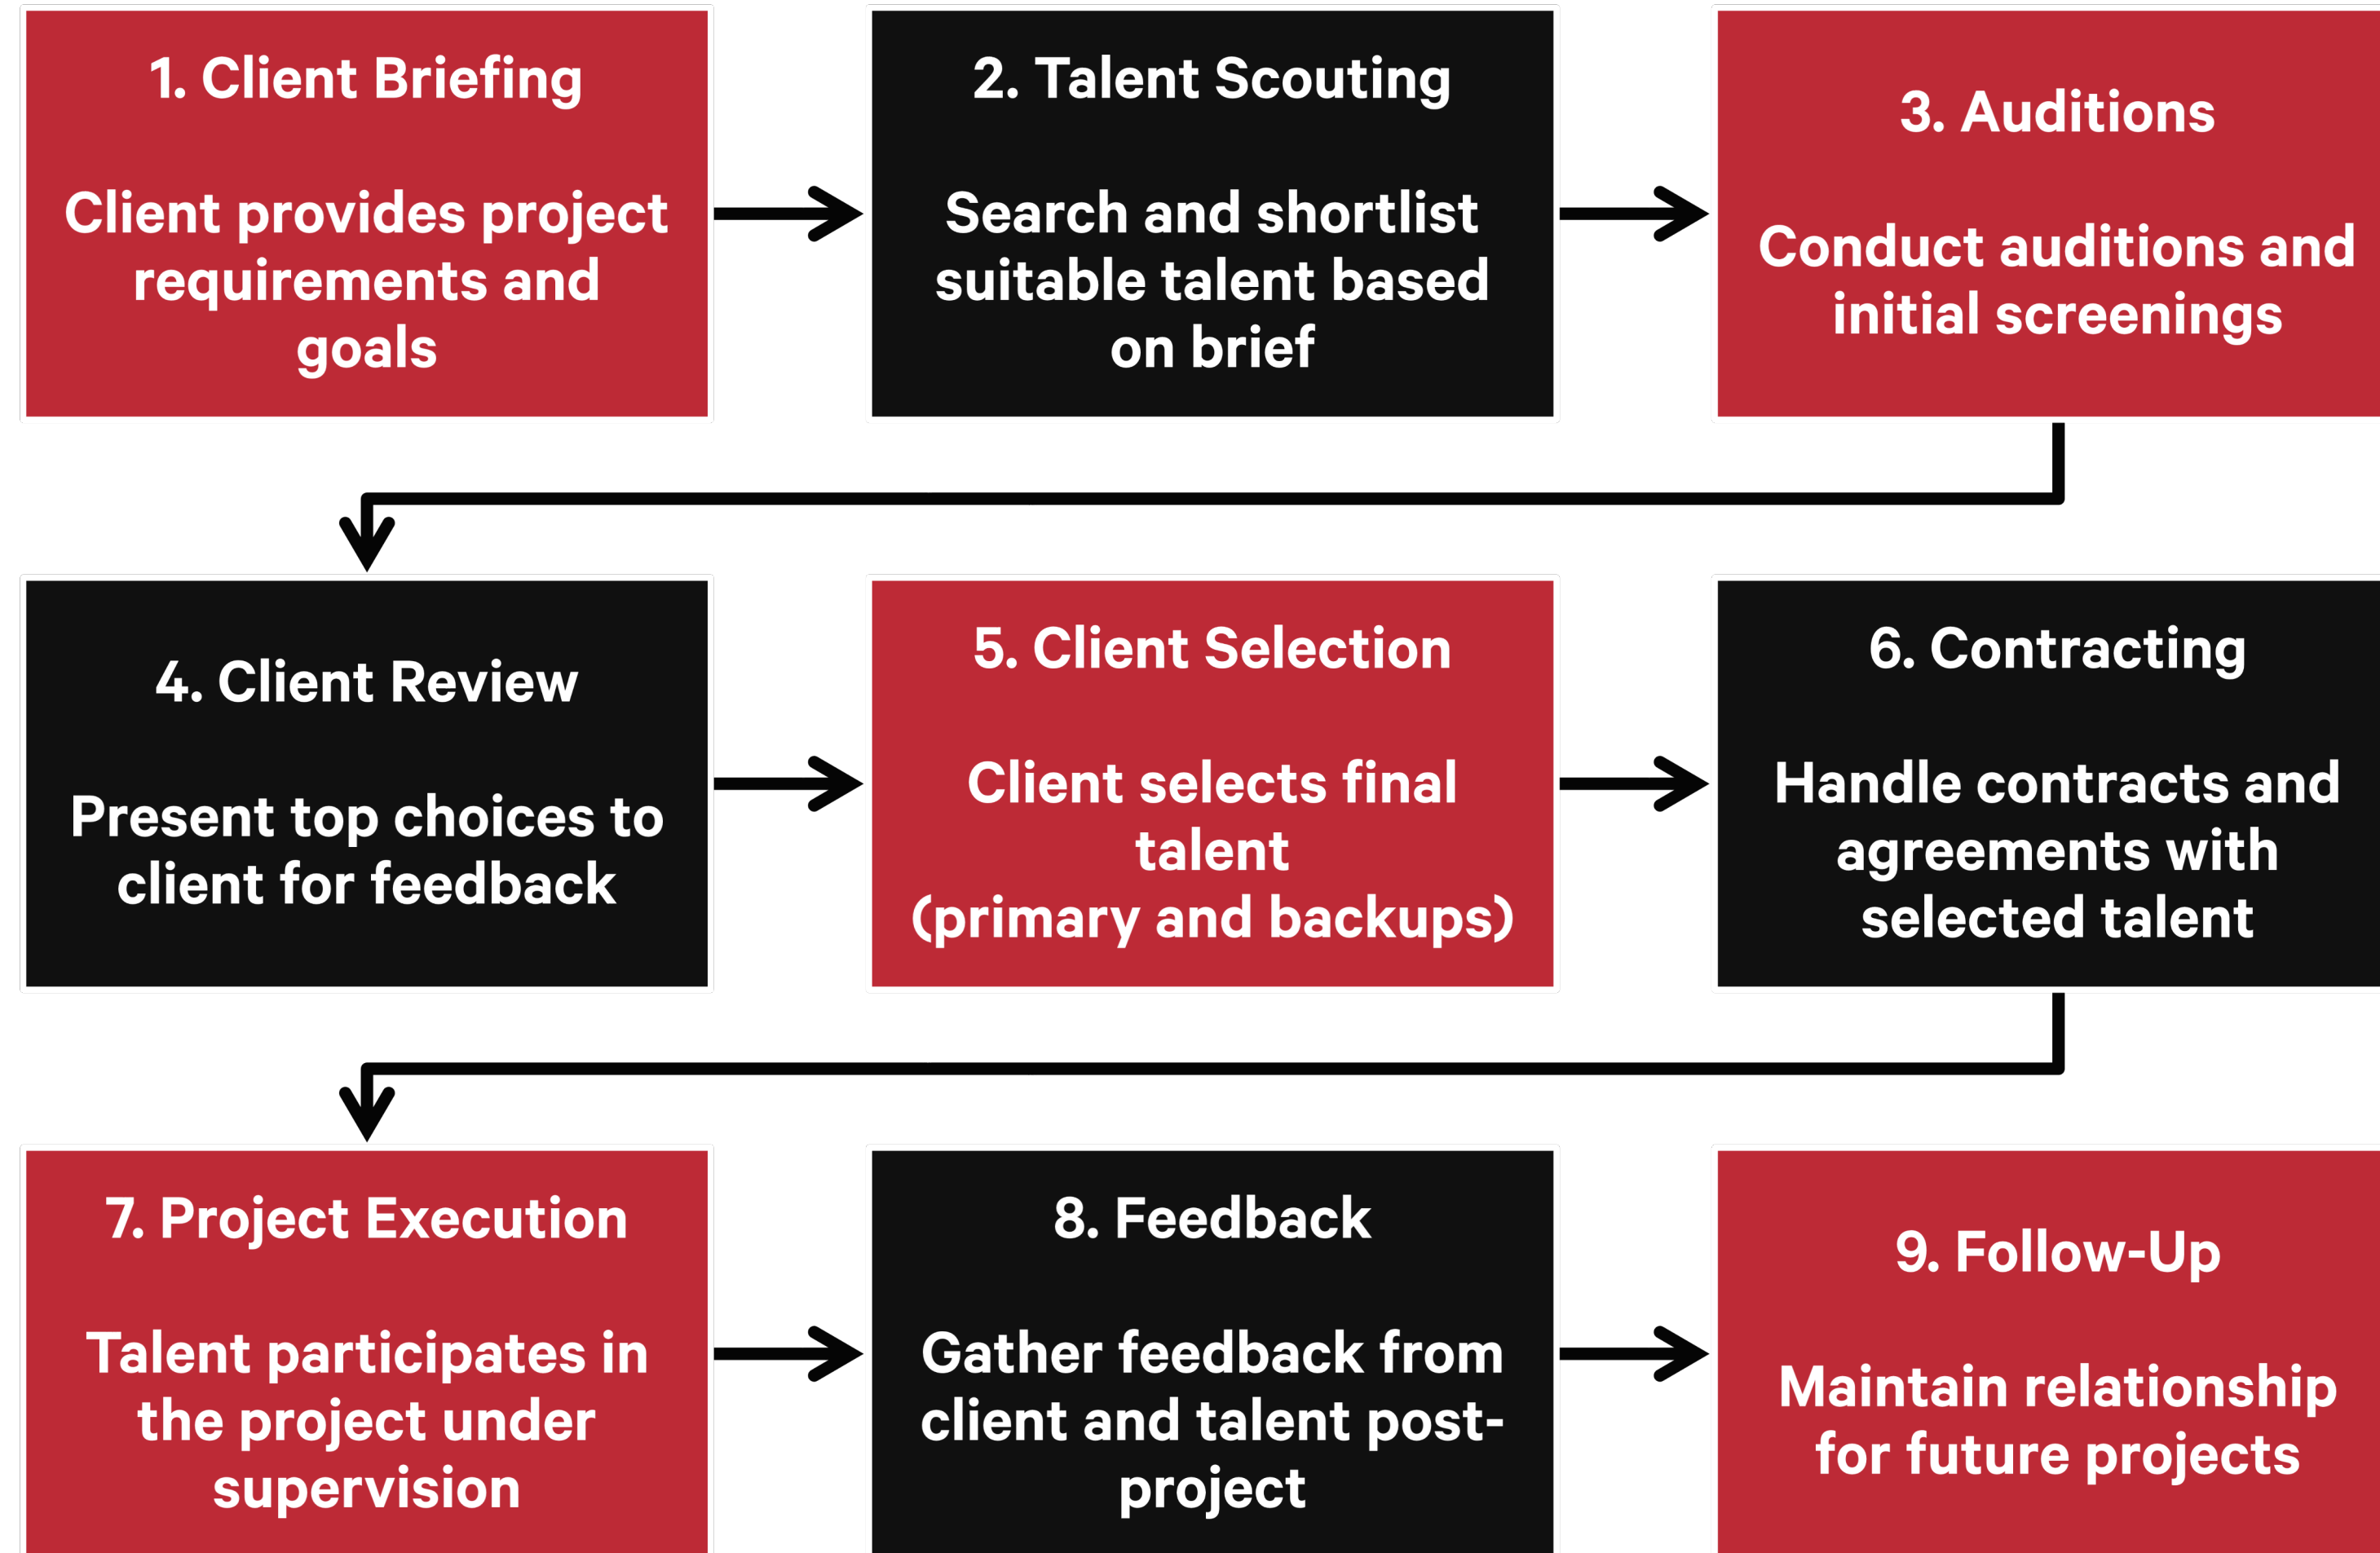 1. Client Briefing
Client provides project
requirements and
goals
2. Talent Scouting
Search and shortlist
suitable talent based
on brief
3. Auditions
Conduct auditions and
initial screenings
4. Client Review
Present top choices to
client for feedback
5. Client Selection
Client selects final
talent
(primary and backups)
6. Contracting
Handle contracts and
agreements with
selected talent
7. Project Execution
Talent participates in
the project under
supervision
8. Feedback
Gather feedback from
client and talent post-
project
9. Follow-Up
Maintain relationship
for future projects